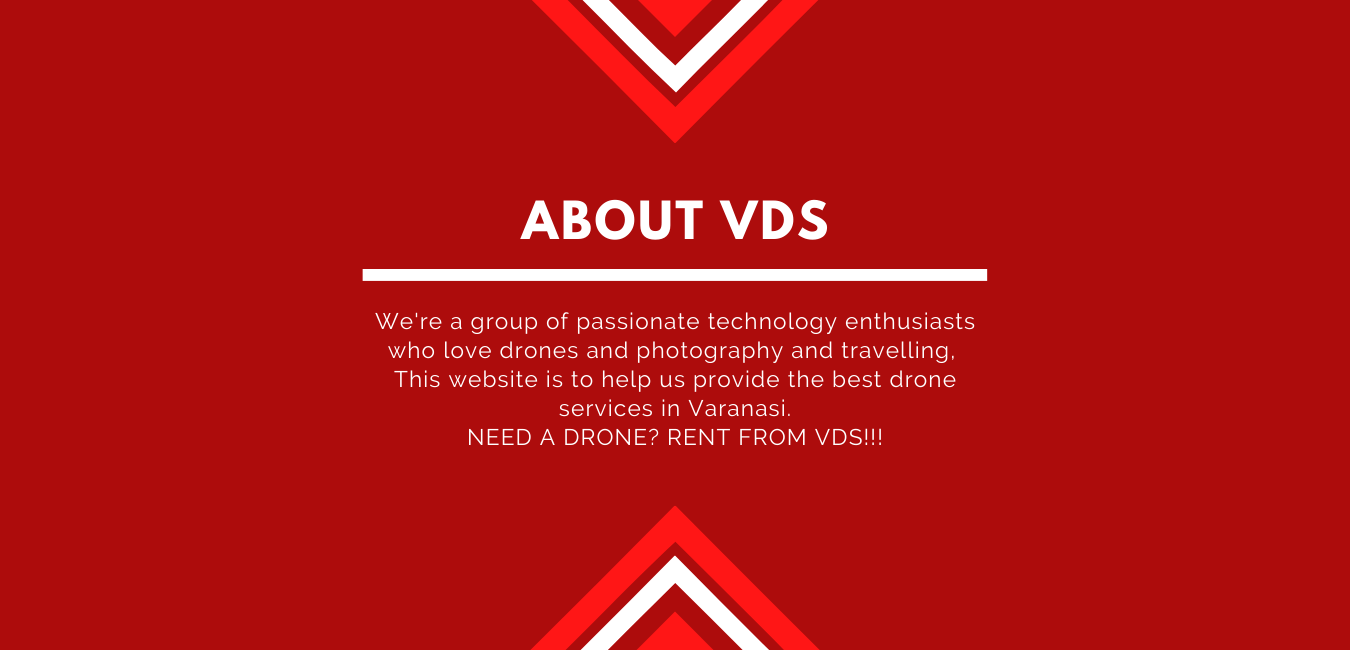 ABOUT VDS
We're a group of passionate technology enthusiasts
who love drones and photography and travelling,
This website is to help us provide the best drone
services in Varanasi.
NEED A DRONE? RENT FROM VDS!!!